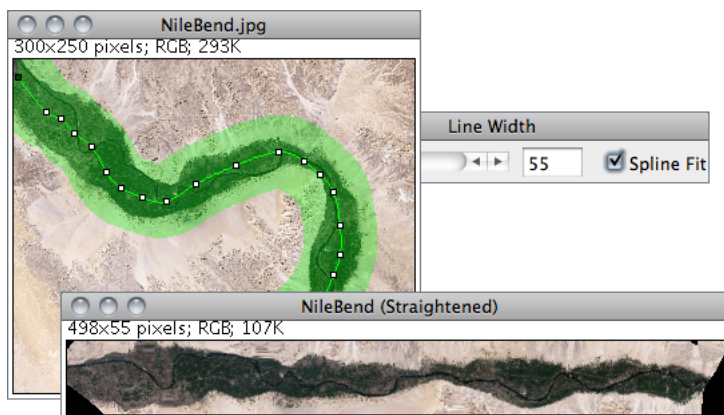 NileBend.jpg
300x250 pixels; RGB; 293K
Line Width
55
Spline Fit
NileBend (Straightened)
498x55 pixels; RGB; 107K